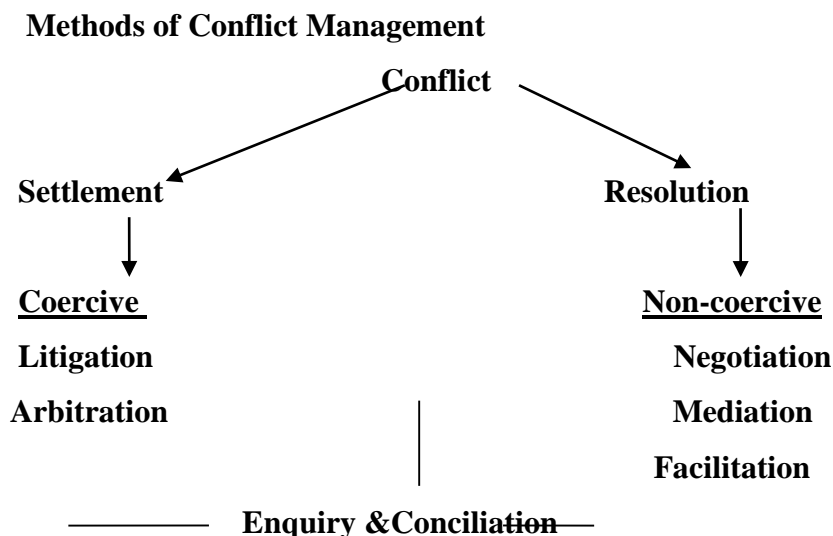 Methods of Conflict Management
Conflict
Settlement Resolution
Coercive Non-coercive
Litigation Negotiation
Arbitration Mediation
Facilitation
Enquiry &Conciliation